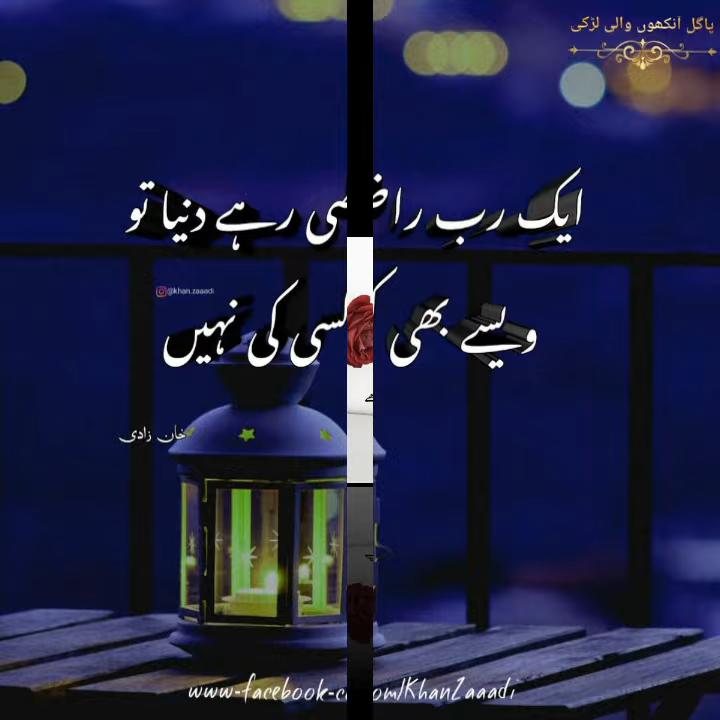 پاگل آنکھوں والی لڑکی
ایک رب راضی رہے دنیا تو
@khan.zaaadi
ویسے بھی کسی کی نہیں
خان زادی
www.facebook.com/KhanZaaadi